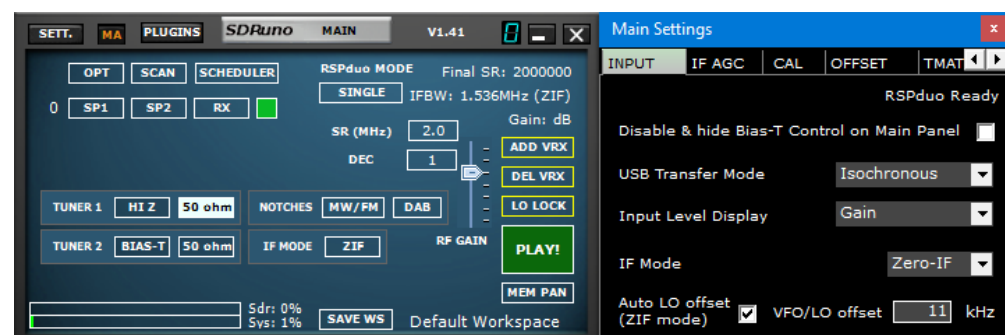 SETT. MA PLUGINS SDRuno MAIN V1.41
OPT SCAN SCHEDULER RSPduo MODE Final SR: 2000000
SINGLE IFBW: 1.536MHz (ZIF)
0 SP1 SP2 RX
Gain: dB
SR (MHz) 2.0
ADD VRX
DEC 1
DEL VRX
TUNER 1 HI Z 50 ohm NOTCHES MW/FM DAB LO LOCK
TUNER 2 BIAS-T 50 ohm IF MODE ZIF RF GAIN PLAY!
MEM PAN
Sdr: 0%
Sys: 1% SAVE WS Default Workspace
Main Settings x
INPUT IF AGC CAL OFFSET TMAT
RSPduo Ready
Disable & hide Bias-T Control on Main Panel
USB Transfer Mode Isochronous
Input Level Display Gain
IF Mode Zero-IF
Auto LO offset
(ZIF mode) VFO/LO offset 11 kHz